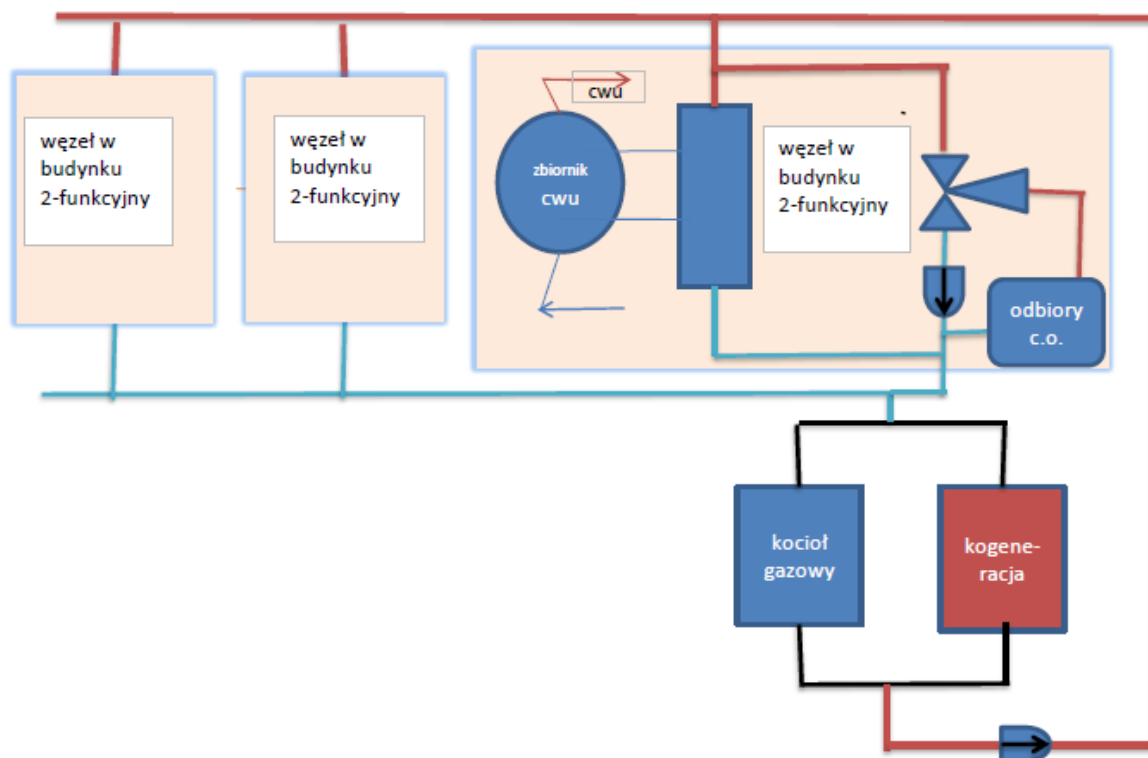 węzeł w
budynku
2-funkcyjny
węzeł w
budynku
2-funkcyjny
cwu
zbiornik
cwu
węzeł w
budynku
2-funkcyjny
odbiory
c.o.
kocioł
gazowy
kogene-
racja